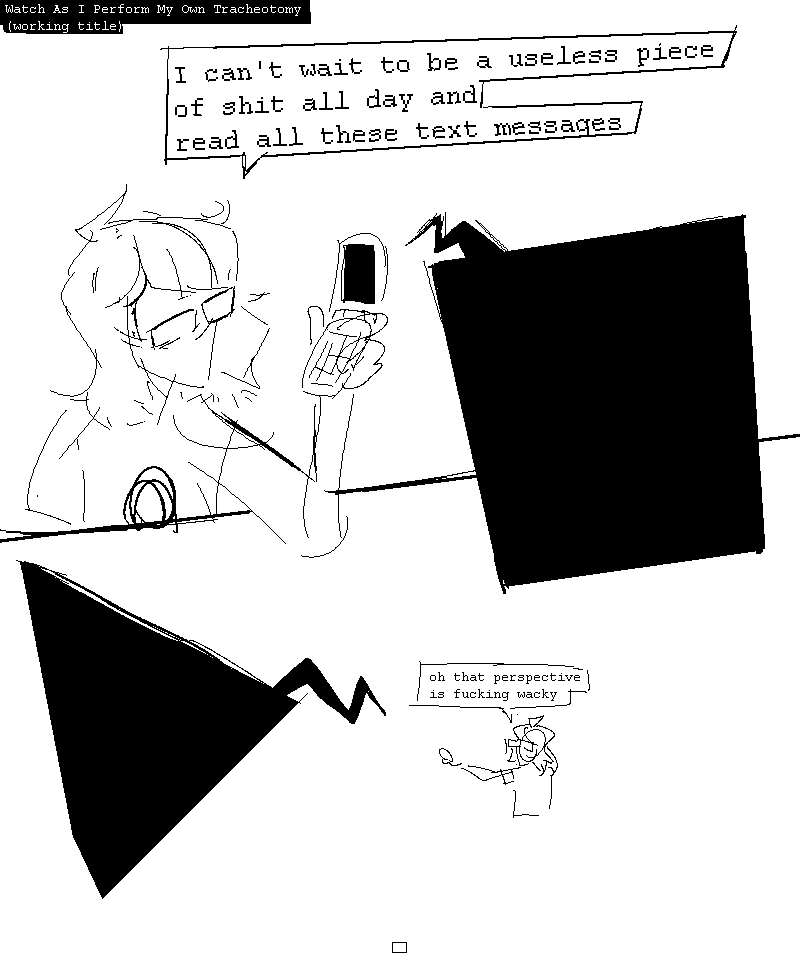 Watch As I Perform My Own Tracheotomy
(working title)
I can't wait to be a useless piece
of shit all day and
read all these text messages
oh that perspective
is fucking wacky